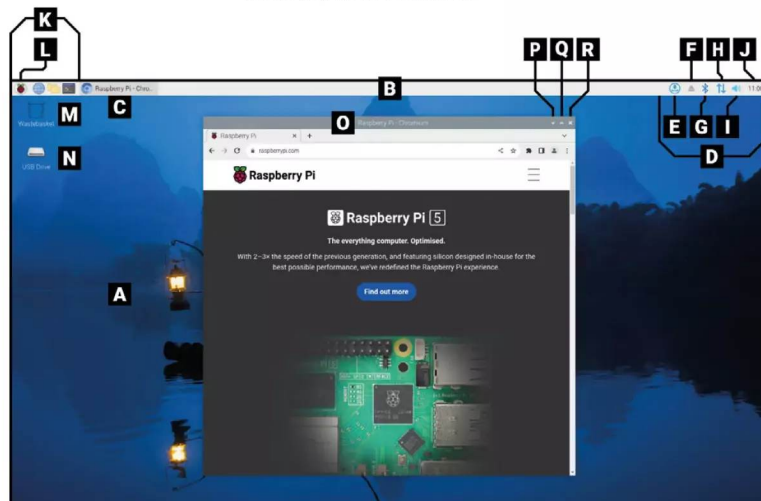 K
L
P Q R
F H J
Raspberry Pi - Chro...
B
11:00
C
O
Raspberry Pi - Chromium
E G I
M
Wastebasket
D
Raspberry Pi
raspberrypi.com
N
USB Drive
Raspberry Pi
Raspberry Pi 5
The everything computer. Optimised.
With 2–3× the speed of the previous generation, and featuring silicon designed in-house for the
best possible performance, we've redefined the Raspberry Pi experience.
A
Find out more